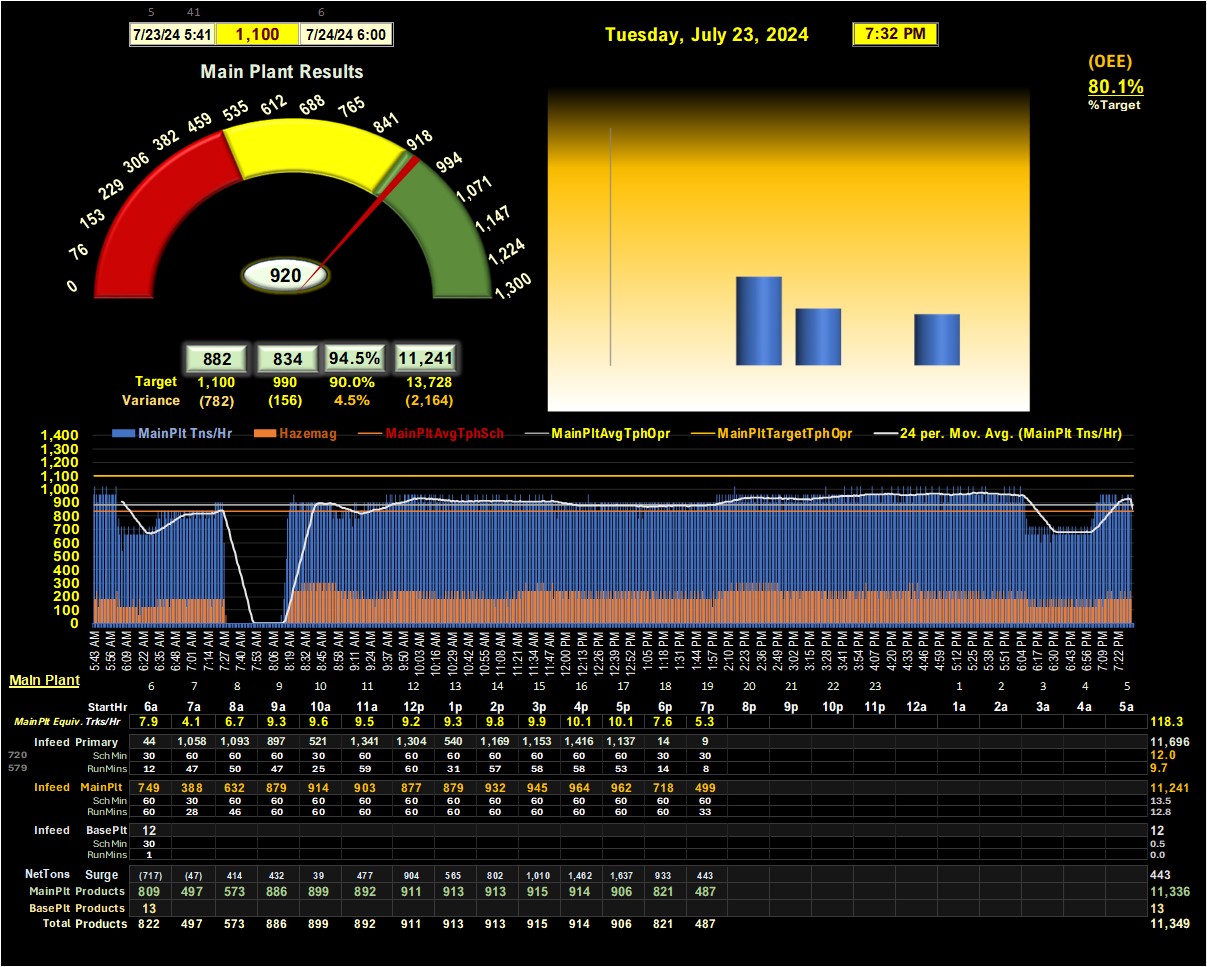 5 41 6
7/23/24 5:41 1,100 7/24/24 6:00 Tuesday, July 23, 2024 7:32 PM
(OEE)
80.1%
%Target
Main Plant Results
0 76 153 229 306 382 459 535 612 688 765 841 918 994 1,071 1,147 1,224 1,300
920
882 834 94.5% 11,241
Target 1,100 990 90.0% 13,728
Variance (782) (156) 4.5% (2,164)
MainPlt Tns/Hr Hazemag MainPltAvgTphSch MainPltAvgTphOpr MainPltTargetTphOpr 24 per. Mov. Avg. (MainPlt Tns/Hr)
1,400
1,300
1,200
1,100
1,000
900
800
700
600
500
400
300
200
100
0
5:43 AM 5:56 AM 6:09 AM 6:22 AM 6:35 AM 6:48 AM 7:01 AM 7:14 AM 7:27 AM 7:40 AM 7:53 AM 8:06 AM 8:19 AM 8:32 AM 8:45 AM 8:58 AM 9:11 AM 9:24 AM 9:37 AM 9:50 AM 10:03 AM 10:16 AM 10:29 AM 10:42 AM 10:55 AM 11:08 AM 11:21 AM 11:34 AM 11:47 AM 12:00 PM 12:13 PM 12:26 PM 12:39 PM 12:52 PM 1:05 PM 1:18 PM 1:31 PM 1:44 PM 1:57 PM 2:10 PM 2:23 PM 2:36 PM 2:49 PM 3:02 PM 3:15 PM 3:28 PM 3:41 PM 3:54 PM 4:07 PM 4:20 PM 4:33 PM 4:46 PM 4:59 PM 5:12 PM 5:25 PM 5:38 PM 5:51 PM 6:04 PM 6:17 PM 6:30 PM 6:43 PM 6:56 PM 7:09 PM 7:22 PM
Main Plant
6 7 8 9 10 11 12 13 14 15 16 17 18 19 20 21 22 23 1 2 3 4 5
StartHr 6a 7a 8a 9a 10a 11a 12p 1p 2p 3p 4p 5p 6p 7p 8p 9p 10p 11p 12a 1a 2a 3a 4a 5a
MainPlt Equiv. Trks/Hr 7.9 4.1 6.7 9.3 9.6 9.5 9.2 9.3 9.8 9.9 10.1 10.1 7.6 5.3 118.3
Infeed Primary 44 1,058 1,093 897 521 1,341 1,304 540 1,169 1,153 1,416 1,137 14 9 11,696
720 SchMin 30 60 60 60 30 60 60 60 60 60 60 60 30 30 12.0
579 RunMins 12 47 50 47 25 59 60 31 57 58 58 53 14 8 9.7
Infeed MainPlt 749 388 632 879 914 903 877 879 932 945 964 962 718 499 11,241
SchMin 60 30 60 60 60 60 60 60 60 60 60 60 60 60 13.5
RunMins 60 28 46 60 60 60 60 60 60 60 60 60 60 33 12.8
Infeed BasePlt 12 12
SchMin 30 0.5
RunMins 1 0.0
NetTons Surge (717) (47) 414 432 39 477 904 565 802 1,010 1,462 1,637 933 443 443
MainPlt Products 809 497 573 886 899 892 911 913 913 915 914 906 821 487 11,336
BasePlt Products 13 13
Total Products 822 497 573 886 899 892 911 913 913 915 914 906 821 487 11,349